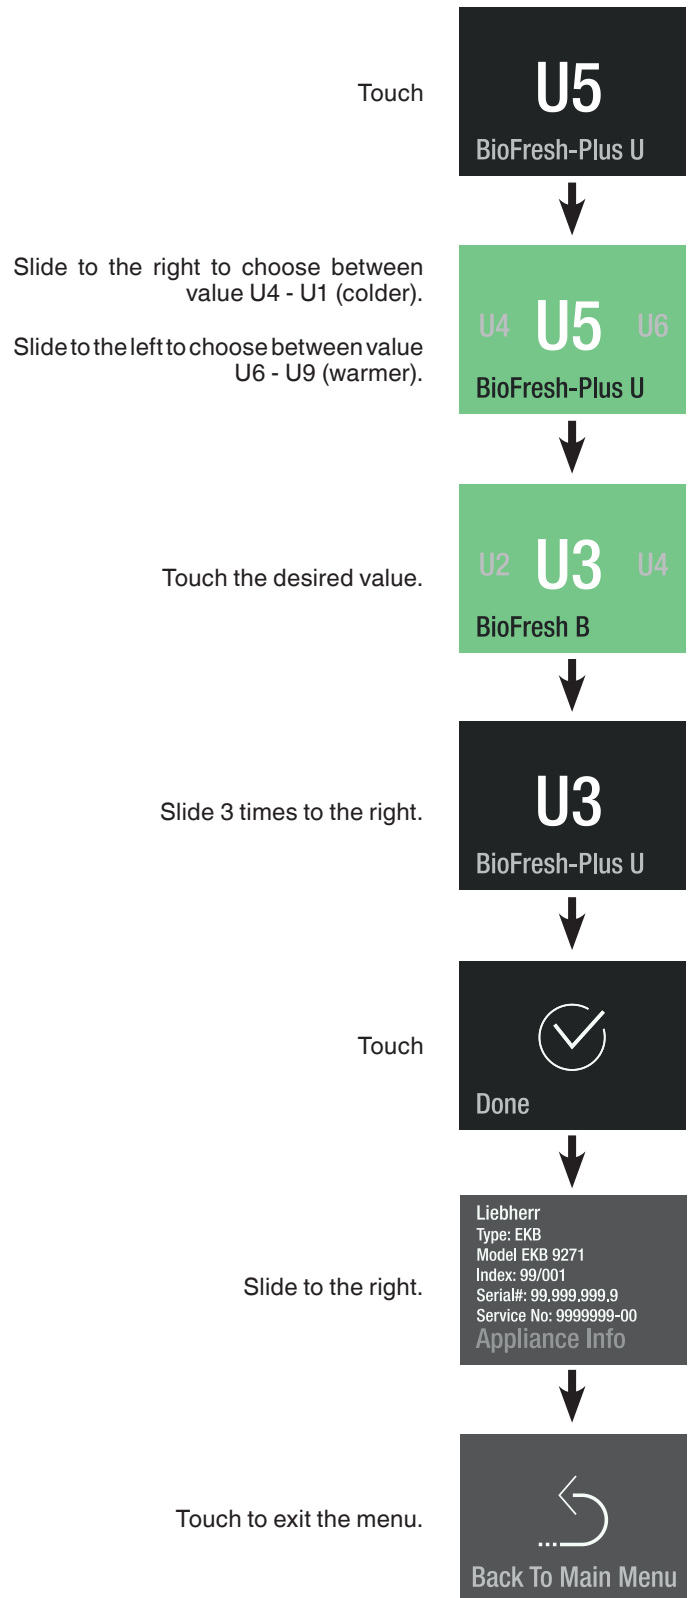 Touch
U5
BioFresh-Plus U
Slide to the right to choose between
value U4 - U1 (colder).
Slide to the left to choose between value
U6 - U9 (warmer).
U4 U5 U6
BioFresh-Plus U
Touch the desired value.
U2 U3 U4
BioFresh B
Slide 3 times to the right.
U3
BioFresh-Plus U
Touch
Done
Slide to the right.
Liebherr
Type: EKB
Model EKB 9271
Index: 99/001
Serial#: 99,999,999,9
Service No: 9999999-00
Appliance Info
Touch to exit the menu.
Back To Main Menu